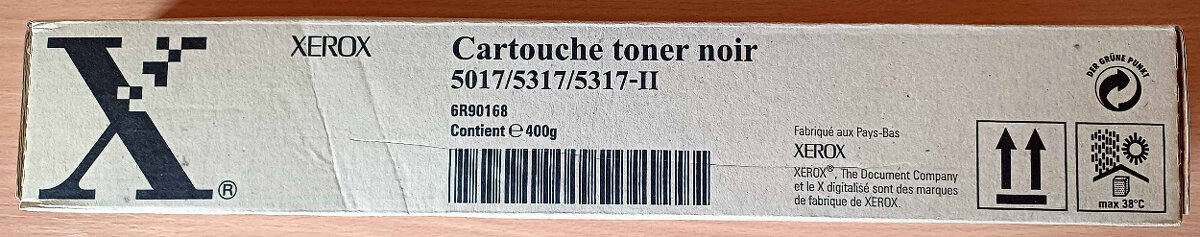 X®
XEROX
Cartouche toner noir
5017/5317/5317-II
6R90168
Contient ℮ 400g
Fabriqué aux Pays-Bas
XEROX
XEROX®, The Document Company
et le X digitalisé sont des marques
de fabrique de XEROX.
DER GRÜNE PUNKT
max 38°C